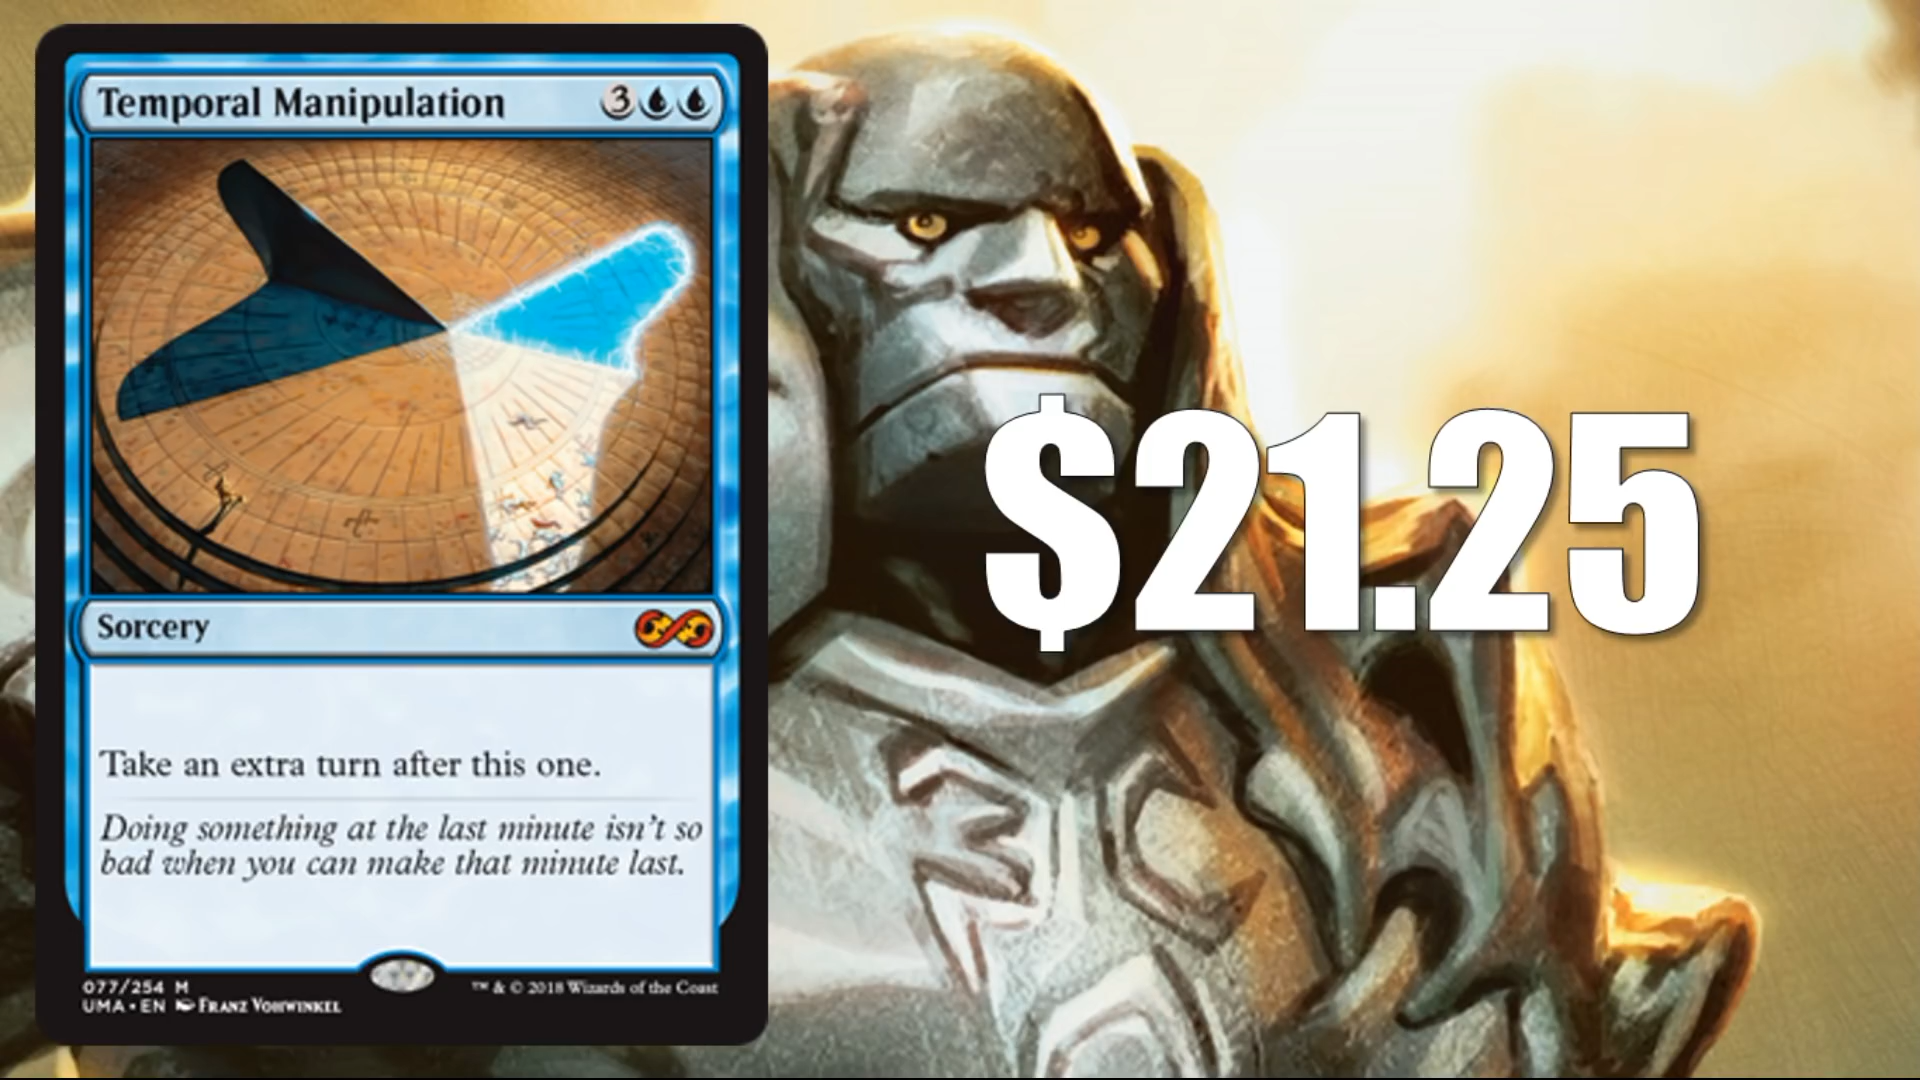 Temporal Manipulation 3
$21.25
Sorcery
Take an extra turn after this one.
Doing something at the last minute isn't so
bad when you can make that minute last.
077/254 M
UMA • EN Franz Vohwinkel
™ & © 2018 Wizards of the Coast